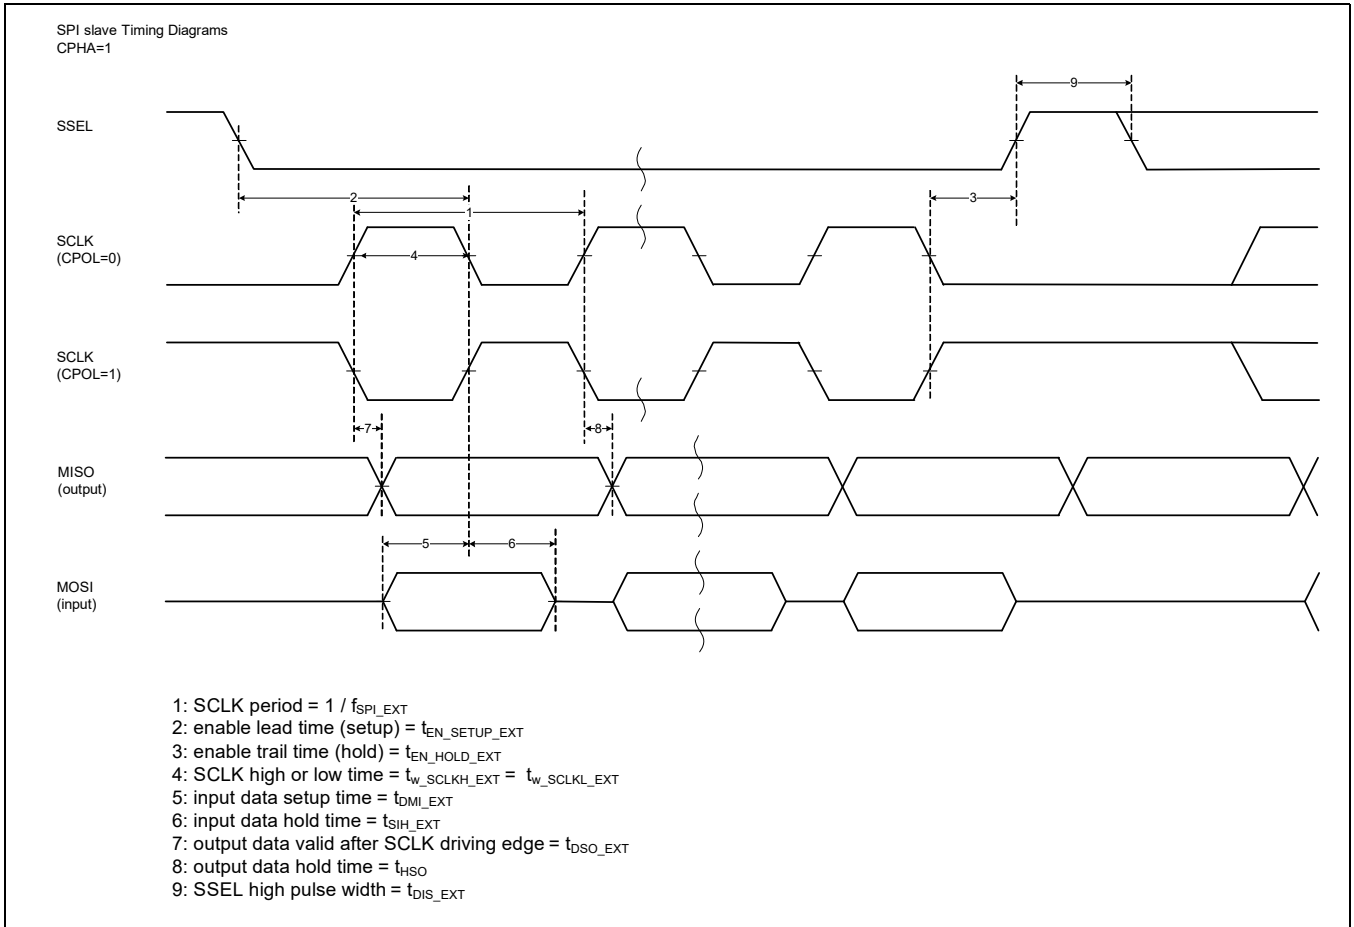 SPI slave Timing Diagrams
CPHA=1
9
SSEL
2
3
1
SCLK
(CPOL=0)
4
SCLK
(CPOL=1)
7
8
MISO
(output)
5
6
MOSI
(input)
1: SCLK period = 1 / fSPI_EXT
2: enable lead time (setup) = tEN_SETUP_EXT
3: enable trail time (hold) = tEN_HOLD_EXT
4: SCLK high or low time = tw_SCLKH_EXT = tw_SCLKL_EXT
5: input data setup time = tDMI_EXT
6: input data hold time = tSIH_EXT
7: output data valid after SCLK driving edge = tDSO_EXT
8: output data hold time = tHSO
9: SSEL high pulse width = tDIS_EXT